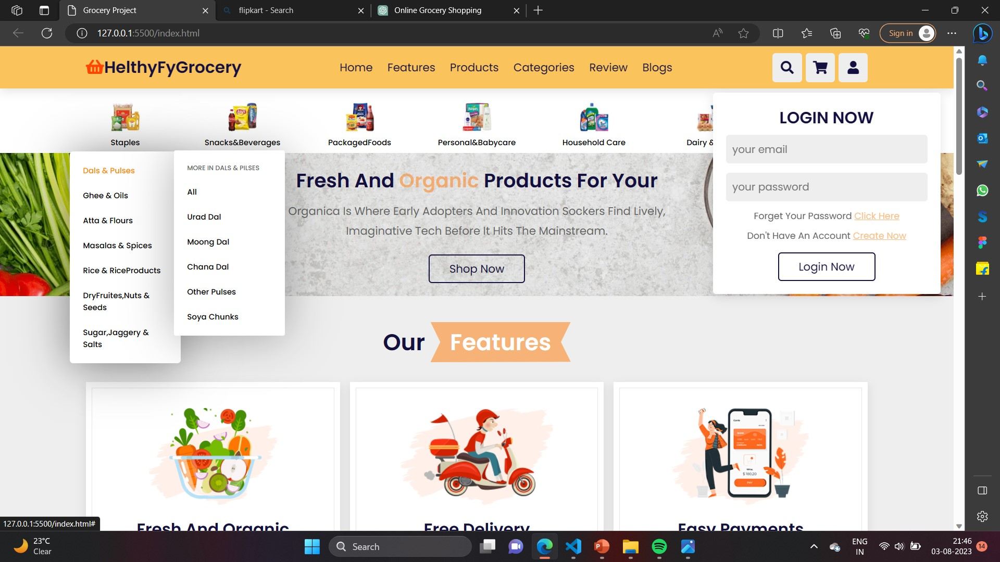 Grocery Project
flipkart - Search
Online Grocery Shopping
127.0.0.1:5500/index.html
Sign in
HelthyFyGrocery
Home
Features
Products
Categories
Review
Blogs
Staples
Snacks&Beverages
PackagedFoods
Personal&Babycare
Household Care
Dairy &
LOGIN NOW
your email
your password
Forget Your Password Click Here
Don't Have An Account Create Now
Login Now
Dals & Pulses
Ghee & Oils
Atta & Flours
Masalas & Spices
Rice & RiceProducts
DryFruites,Nuts &
Seeds
Sugar,Jaggery &
Salts
MORE IN DALS & PILSES
All
Urad Dal
Moong Dal
Chana Dal
Other Pulses
Soya Chunks
Fresh And Organic Products For Your
Organica Is Where Early Adopters And Innovation Sockers Find Lively,
Imaginative Tech Before It Hits The Mainstream.
Shop Now
Our Features
TOTAL
$ 180,20
PAY
Fresh And Organic
Free Delivery
Easy Payments
127.0.0.1:5500/index.html#
23°C
Clear
Search
ENG
IN
21:46
03-08-2023
14